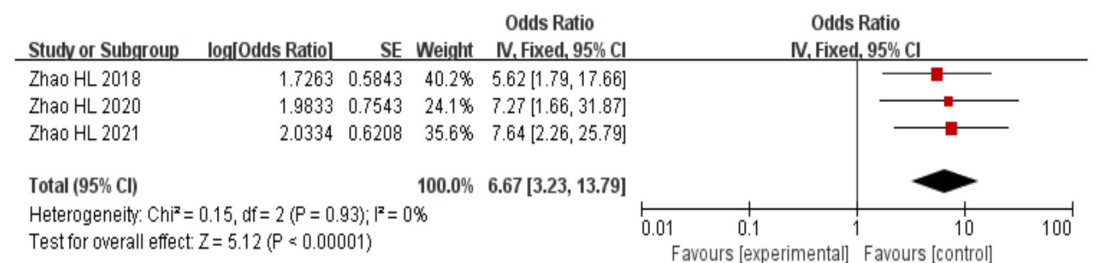 Odds Ratio Odds Ratio
Study or Subgroup log[Odds Ratio] SE Weight IV, Fixed, 95% CI IV, Fixed, 95% CI
Zhao HL 2018 1.7263 0.5843 40.2% 5.62 [1.79, 17.66]
Zhao HL 2020 1.9833 0.7543 24.1% 7.27 [1.66, 31.87]
Zhao HL 2021 2.0334 0.6208 35.6% 7.64 [2.26, 25.79]
Total (95% CI) 100.0% 6.67 [3.23, 13.79]
Heterogeneity: Chi² = 0.15, df = 2 (P = 0.93); I² = 0%
Test for overall effect: Z = 5.12 (P < 0.00001)
0.01 0.1 1 10 100
Favours [experimental] Favours [control]